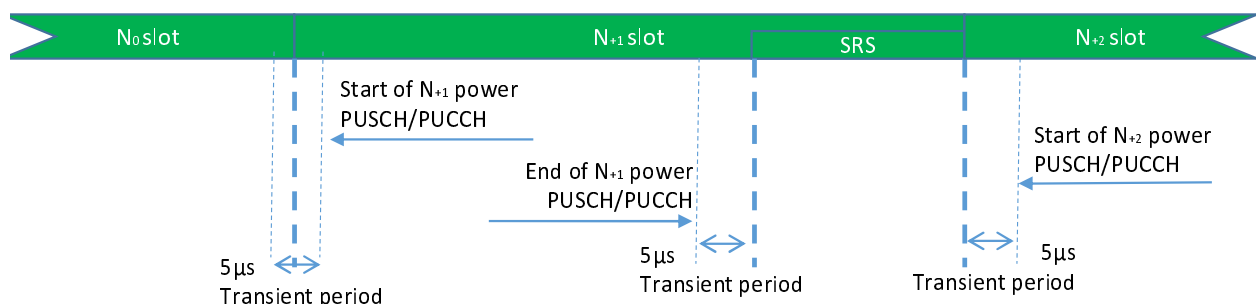 N₀ slot
N₊₁ slot
SRS
N₊₂ slot
Start of N₊₁ power
PUSCH/PUCCH
Start of N₊₂ power
PUSCH/PUCCH
End of N₊₁ power
PUSCH/PUCCH
5µs
Transient period
5µs
Transient period
5µs
Transient period